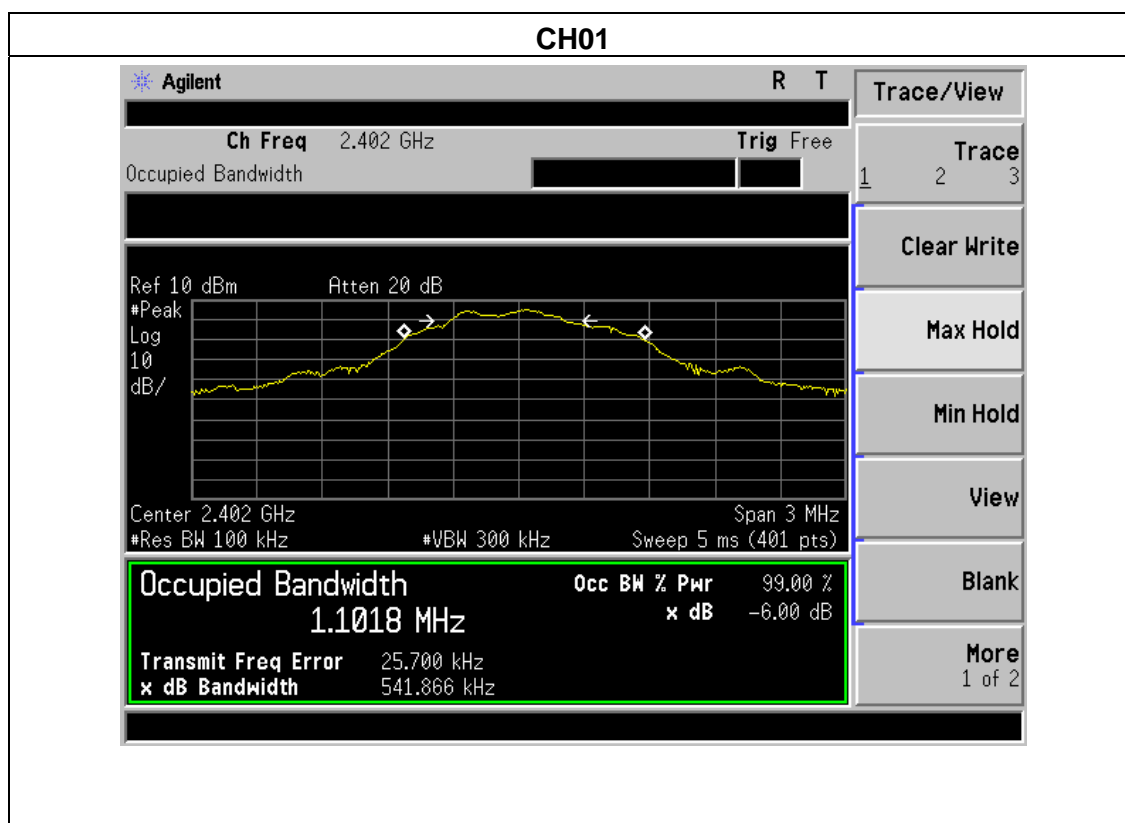 CH01
Agilent R T
Ch Freq 2.402 GHz Trig Free
Occupied Bandwidth
Ref 10 dBm Atten 20 dB
#Peak
Log
10
dB/
Center 2.402 GHz Span 3 MHz
#Res BW 100 kHz #VBW 300 kHz Sweep 5 ms (401 pts)
Occupied Bandwidth Occ BW % Pwr 99.00 %
1.1018 MHz x dB -6.00 dB
Transmit Freq Error 25.700 kHz
x dB Bandwidth 541.866 kHz
Trace/View
Trace
1 2 3
Clear Write
Max Hold
Min Hold
View
Blank
More
1 of 2